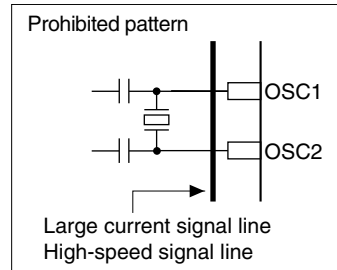 Prohibited pattern
OSC1
OSC2
Large current signal line
High-speed signal line